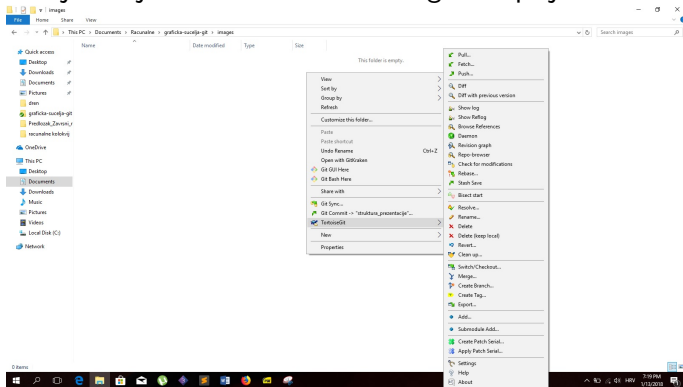 images
File Home Share View
This PC > Documents > Racunalne > graficka-sucelja-git > images
Search images
Name Date modified Type Size
This folder is empty.
Quick access
Desktop
Downloads
Documents
Pictures
dren
graficka-sucelja-git
Predlozak_Zavrsni_r
racunalne kolokvij
OneDrive
This PC
Desktop
Documents
Downloads
Music
Pictures
Videos
Local Disk (C:)
Network
View
Sort by
Group by
Refresh
Customize this folder...
Paste
Paste shortcut
Undo Rename Ctrl+Z
Open with GitKraken
Git GUI Here
Git Bash Here
Share with
Git Sync...
Git Commit -> "struktura_prezentacije"...
TortoiseGit
New
Properties
Pull...
Fetch...
Push...
Diff
Diff with previous version
Show log
Show Reflog
Browse References
Daemon
Revision graph
Repo-browser
Check for modifications
Rebase...
Stash Save
Bisect start
Resolve...
Rename...
Delete
Delete (keep local)
Revert...
Clean up...
Switch/Checkout...
Merge...
Create Branch...
Create Tag...
Export...
Add...
Submodule Add...
Create Patch Serial...
Apply Patch Serial...
Settings
Help
About
0 items
HRV
7:19 PM
1/13/2018